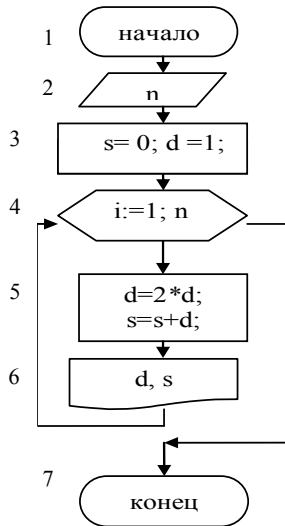 1 начало
2 n
3 s= 0; d =1;
4 i:=1; n
5 d=2*d;
s=s+d;
6 d, s
7 конец